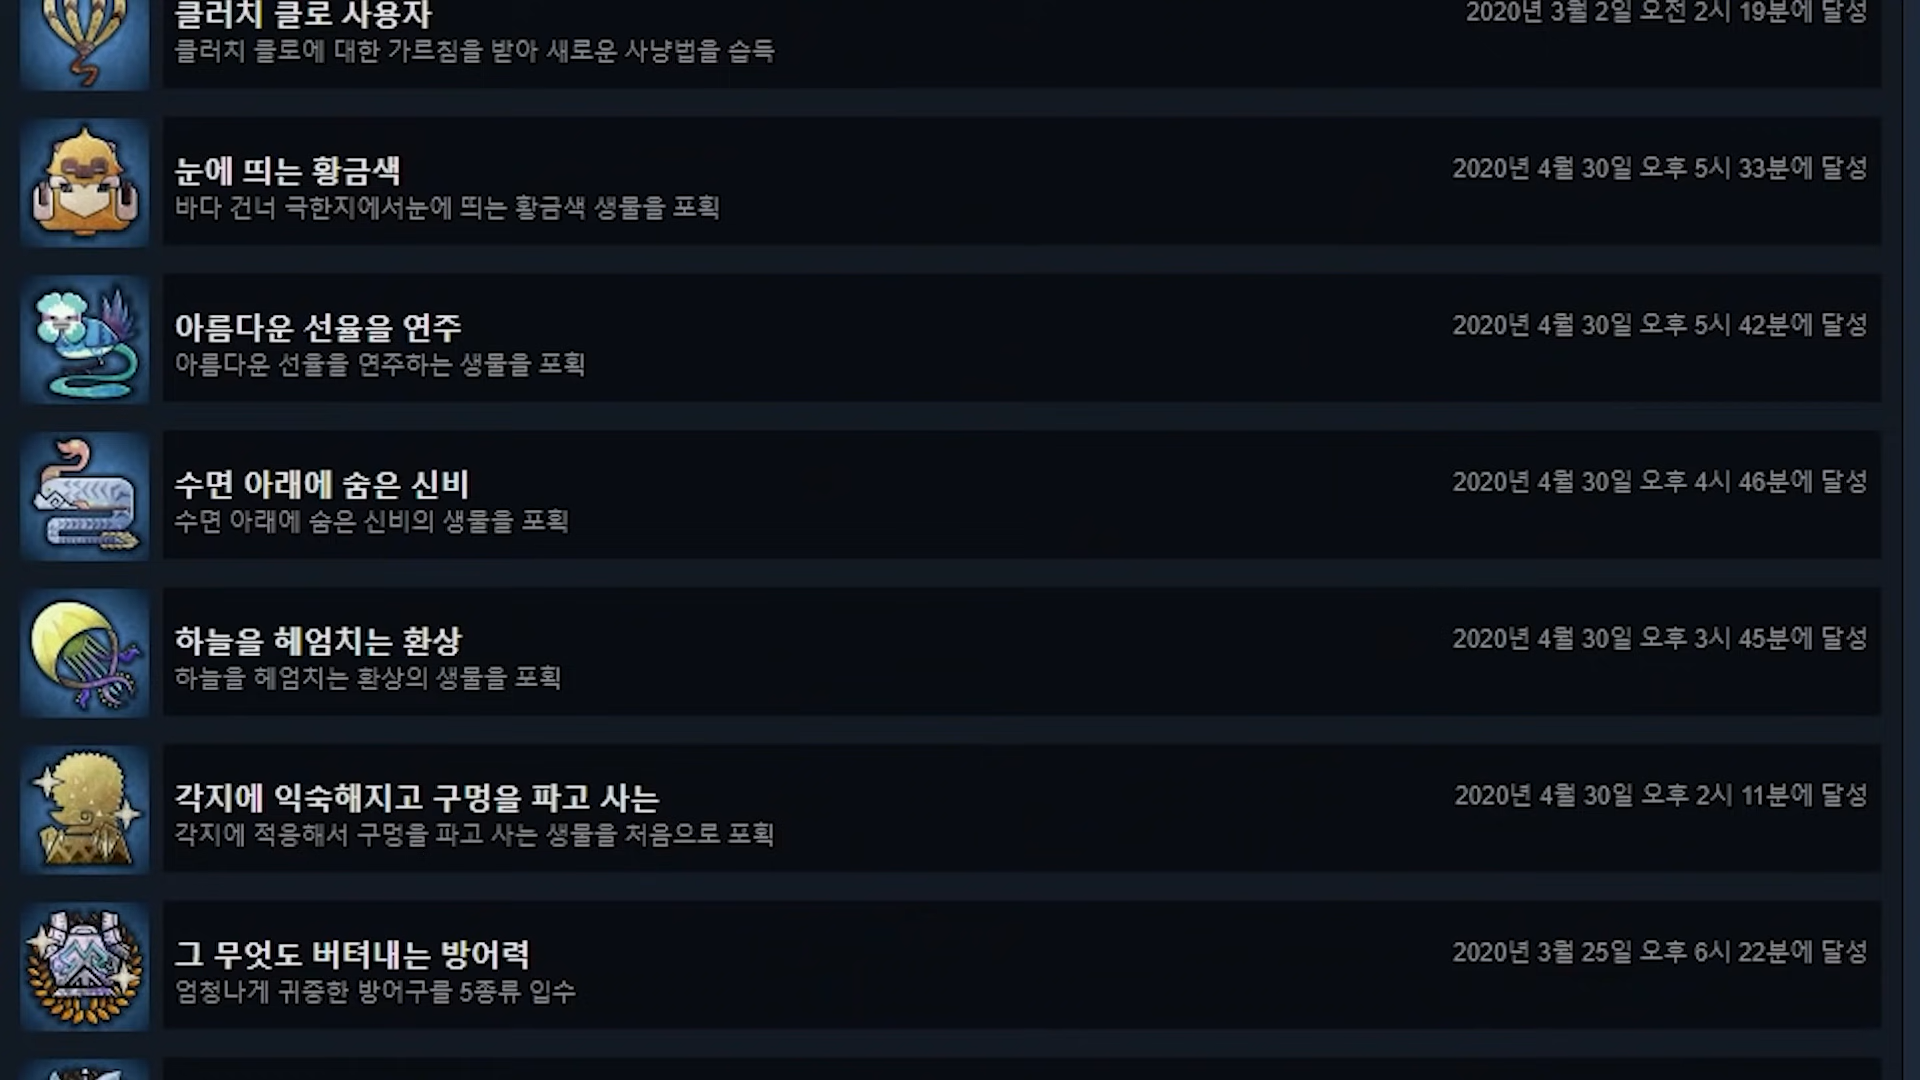 클러치 클로 사용자
2020년 3월 2일 오전 2시 19분에 달성
클러치 클로에 대한 가르침을 받아 새로운 사냥법을 습득
눈에 띄는 황금색
2020년 4월 30일 오후 5시 33분에 달성
바다 건너 극한지에서눈에 띄는 황금색 생물을 포획
아름다운 선율을 연주
2020년 4월 30일 오후 5시 42분에 달성
아름다운 선율을 연주하는 생물을 포획
수면 아래에 숨은 신비
2020년 4월 30일 오후 4시 46분에 달성
수면 아래에 숨은 신비의 생물을 포획
하늘을 헤엄치는 환상
2020년 4월 30일 오후 3시 45분에 달성
하늘을 헤엄치는 환상의 생물을 포획
각지에 익숙해지고 구멍을 파고 사는
2020년 4월 30일 오후 2시 11분에 달성
각지에 적응해서 구멍을 파고 사는 생물을 처음으로 포획
그 무엇도 버텨내는 방어력
2020년 3월 25일 오후 6시 22분에 달성
엄청나게 귀중한 방어구를 5종류 입수